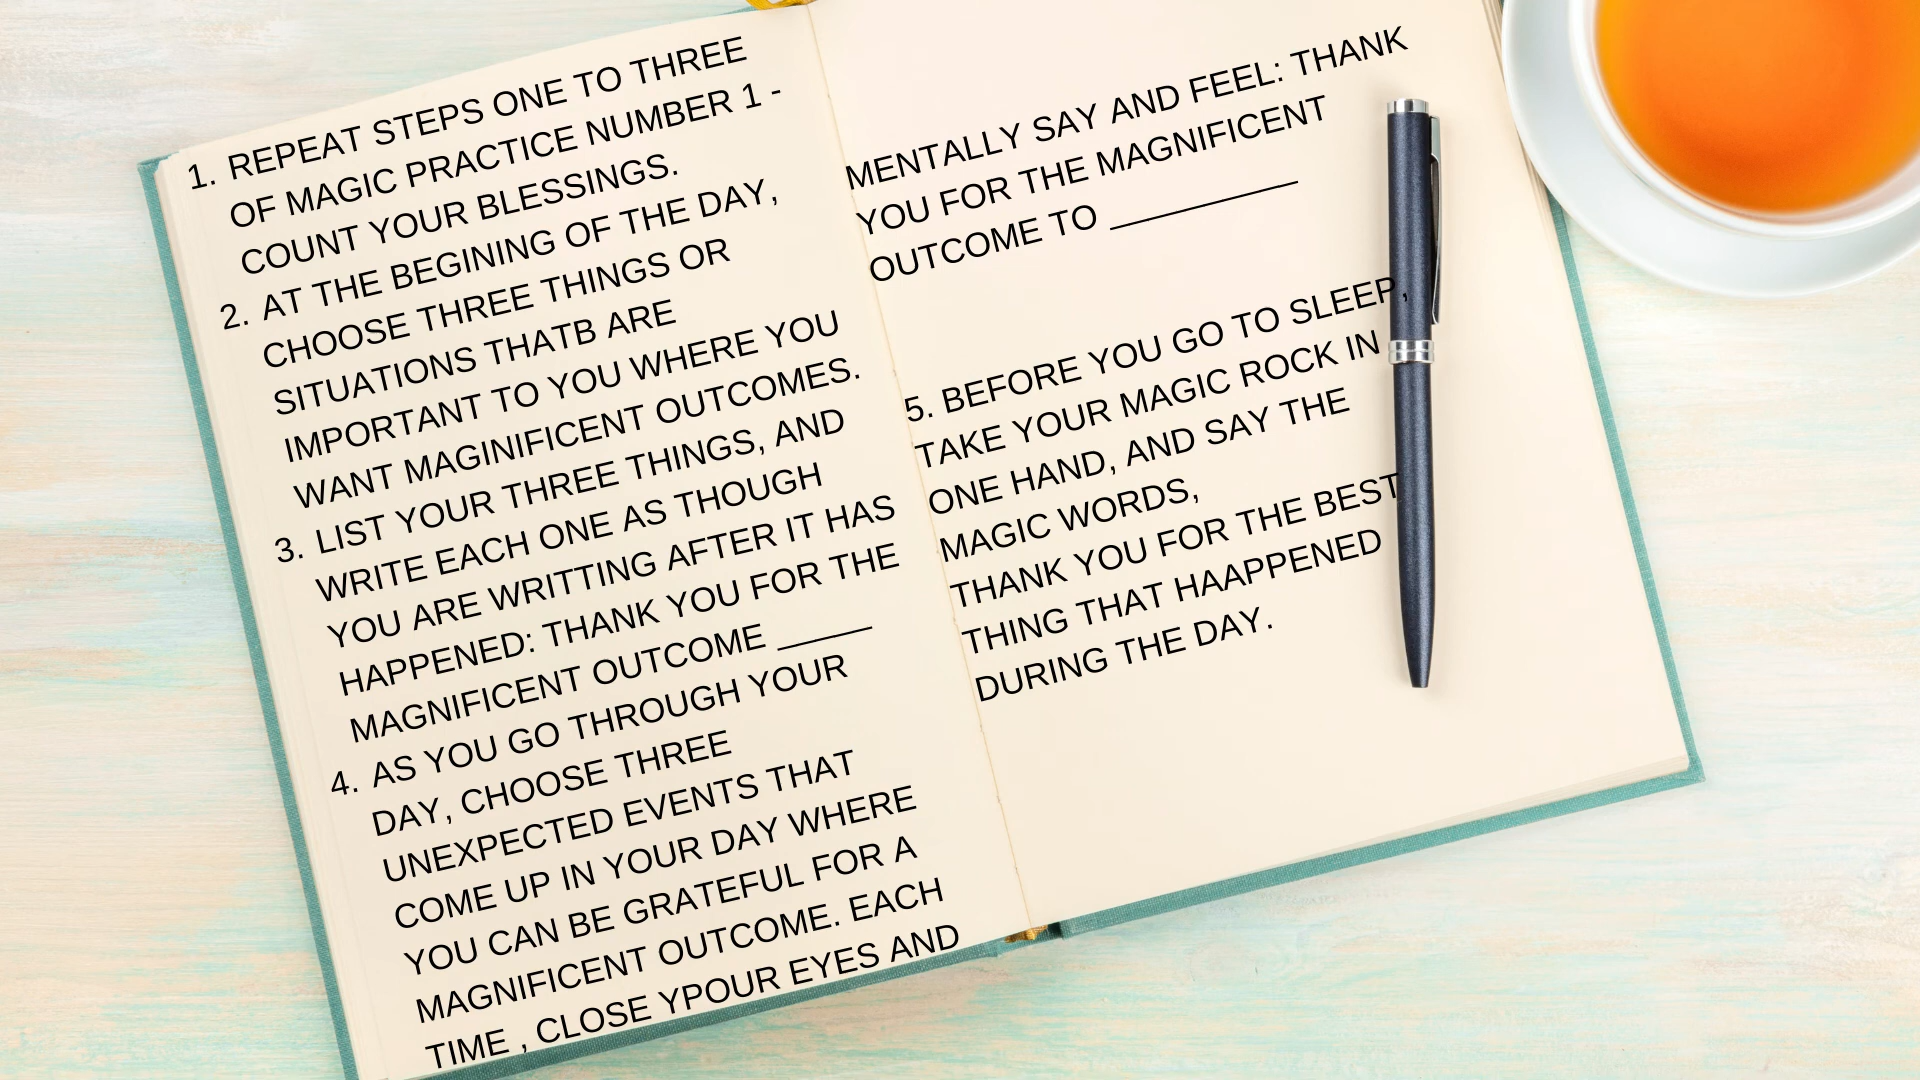 1. REPEAT STEPS ONE TO THREE
OF MAGIC PRACTICE NUMBER 1 -
COUNT YOUR BLESSINGS.
2. AT THE BEGINING OF THE DAY,
CHOOSE THREE THINGS OR
SITUATIONS THATB ARE
IMPORTANT TO YOU WHERE YOU
WANT MAGINIFICENT OUTCOMES.
3. LIST YOUR THREE THINGS, AND
WRITE EACH ONE AS THOUGH
YOU ARE WRITTING AFTER IT HAS
HAPPENED: THANK YOU FOR THE
MAGNIFICENT OUTCOME _____
4. AS YOU GO THROUGH YOUR
DAY, CHOOSE THREE
UNEXPECTED EVENTS THAT
COME UP IN YOUR DAY WHERE
YOU CAN BE GRATEFUL FOR A
MAGNIFICENT OUTCOME. EACH
TIME , CLOSE YPOUR EYES AND
MENTALLY SAY AND FEEL: THANK
YOU FOR THE MAGNIFICENT
OUTCOME TO __________
5. BEFORE YOU GO TO SLEEP,
TAKE YOUR MAGIC ROCK IN
ONE HAND, AND SAY THE
MAGIC WORDS,
THANK YOU FOR THE BEST
THING THAT HAAPPENED
DURING THE DAY.